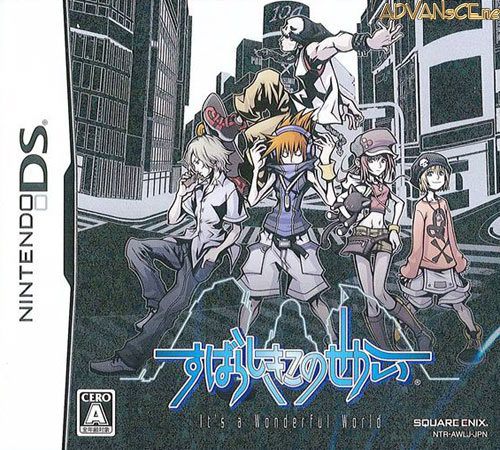 ADVANsCE.ne
104
NINTENDO DS
すばらしきこのせかい®
It's a Wonderful World
CERO
A
全年齢対象
SQUARE ENIX.
NTR-AWLJ-JPN